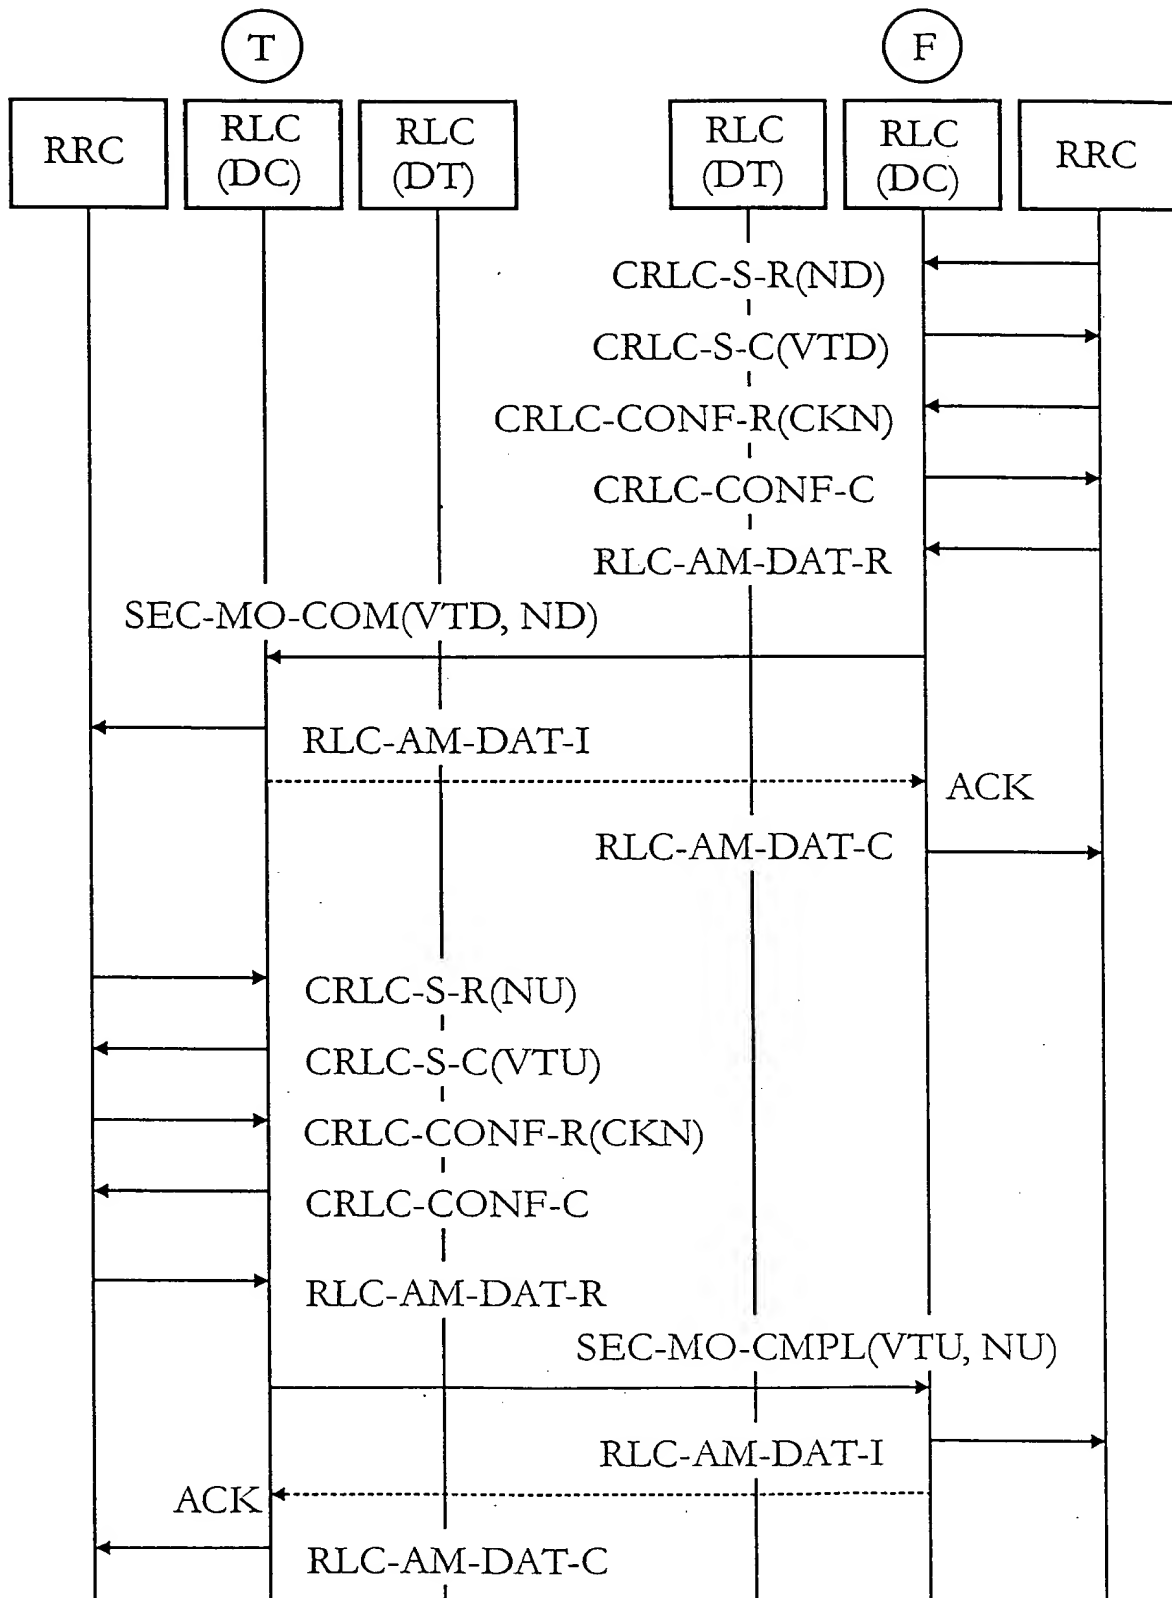 T
F
RRC
RLC
(DC)
RLC
(DT)
RLC
(DT)
RLC
(DC)
RRC
CRLC-S-R(ND)
CRLC-S-C(VTD)
CRLC-CONF-R(CKN)
CRLC-CONF-C
RLC-AM-DAT-R
SEC-MO-COM(VTD, ND)
RLC-AM-DAT-I
ACK
RLC-AM-DAT-C
CRLC-S-R(NU)
CRLC-S-C(VTU)
CRLC-CONF-R(CKN)
CRLC-CONF-C
RLC-AM-DAT-R
SEC-MO-CMPL(VTU, NU)
RLC-AM-DAT-I
ACK
RLC-AM-DAT-C